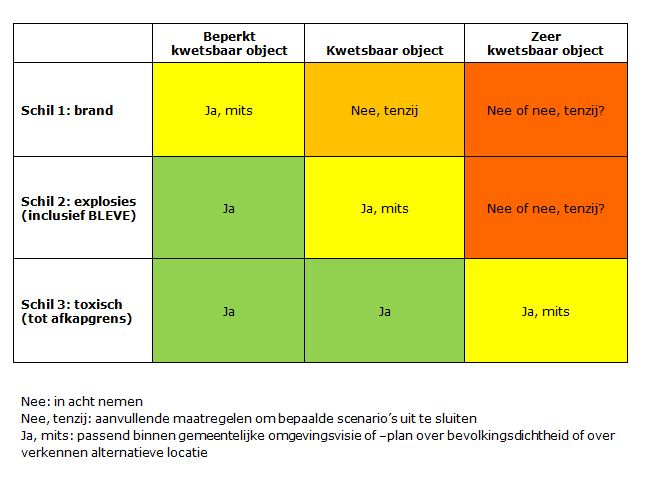 Beperkt
kwetsbaar object
Kwetsbaar object
Zeer
kwetsbaar object
Schil 1: brand
Ja, mits
Nee, tenzij
Nee of nee, tenzij?
Schil 2: explosies
(inclusief BLEVE)
Ja
Ja, mits
Nee of nee, tenzij?
Schil 3: toxisch
(tot afkapgrens)
Ja
Ja
Ja, mits
Nee: in acht nemen
Nee, tenzij: aanvullende maatregelen om bepaalde scenario’s uit te sluiten
Ja, mits: passend binnen gemeentelijke omgevingsvisie of –plan over bevolkingsdichtheid of over
verkennen alternatieve locatie